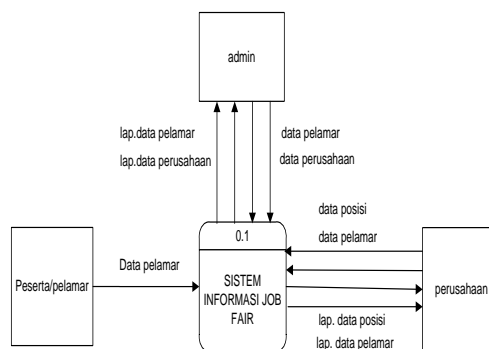 admin
lap.data pelamar
lap.data perusahaan
data pelamar
data perusahaan
data posisi
data pelamar
0.1
Data pelamar
Peserta/pelamar
SISTEM
INFORMASI JOB
FAIR
perusahaan
lap. data posisi
lap. data pelamar